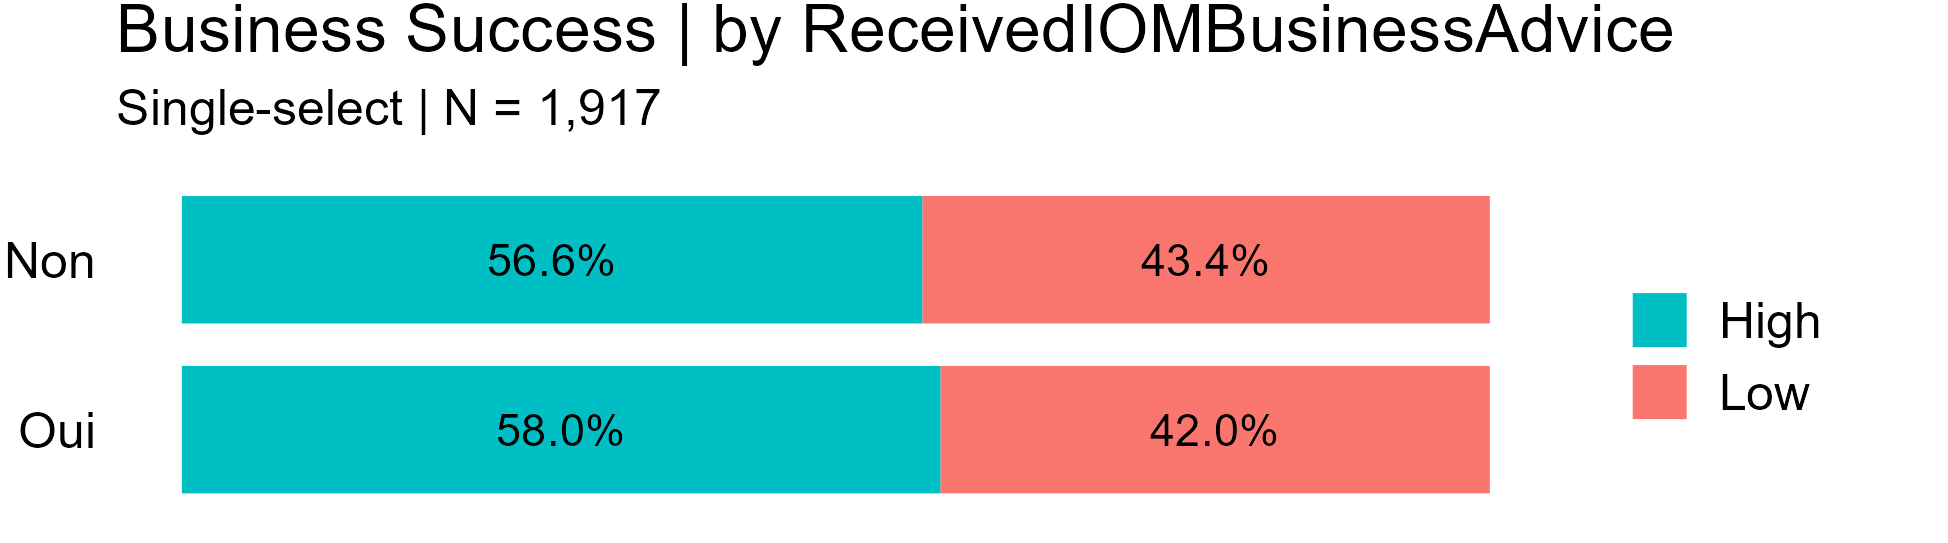 Business Success | by ReceivedIOMBusinessAdvice
Single-select | N = 1,917
Non 56.6% 43.4%
High
Low
Oui 58.0% 42.0%